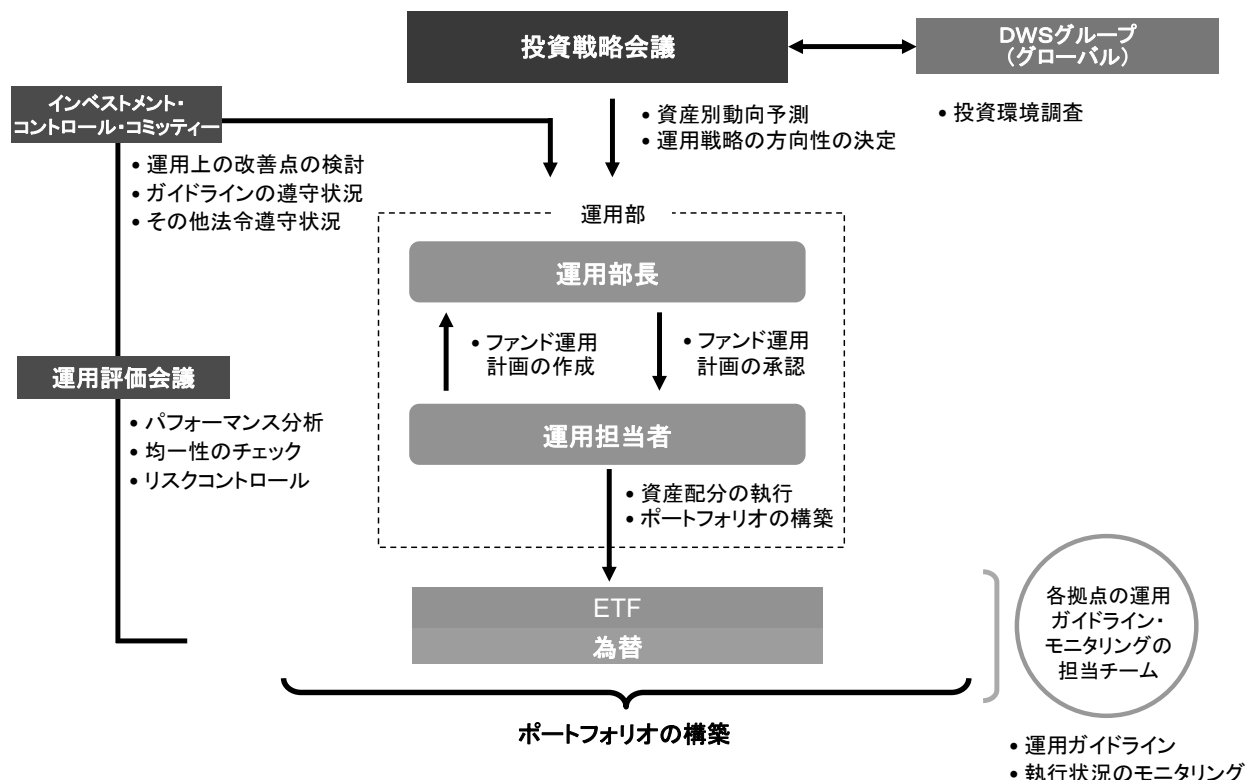 投資戦略会議
DWSグループ
（グローバル）
インベストメント・
コントロール・コミッティー
• 資産別動向予測
• 運用戦略の方向性の決定
• 投資環境調査
• 運用上の改善点の検討
• ガイドラインの遵守状況
• その他法令遵守状況
運用部
運用部長
• ファンド運用
計画の作成
• ファンド運用
計画の承認
運用評価会議
• パフォーマンス分析
• 均一性のチェック
• リスクコントロール
運用担当者
• 資産配分の執行
• ポートフォリオの構築
ETF
為替
各拠点の運用
ガイドライン・
モニタリングの
担当チーム
ポートフォリオの構築
• 運用ガイドライン
• 執行状況のモニタリング